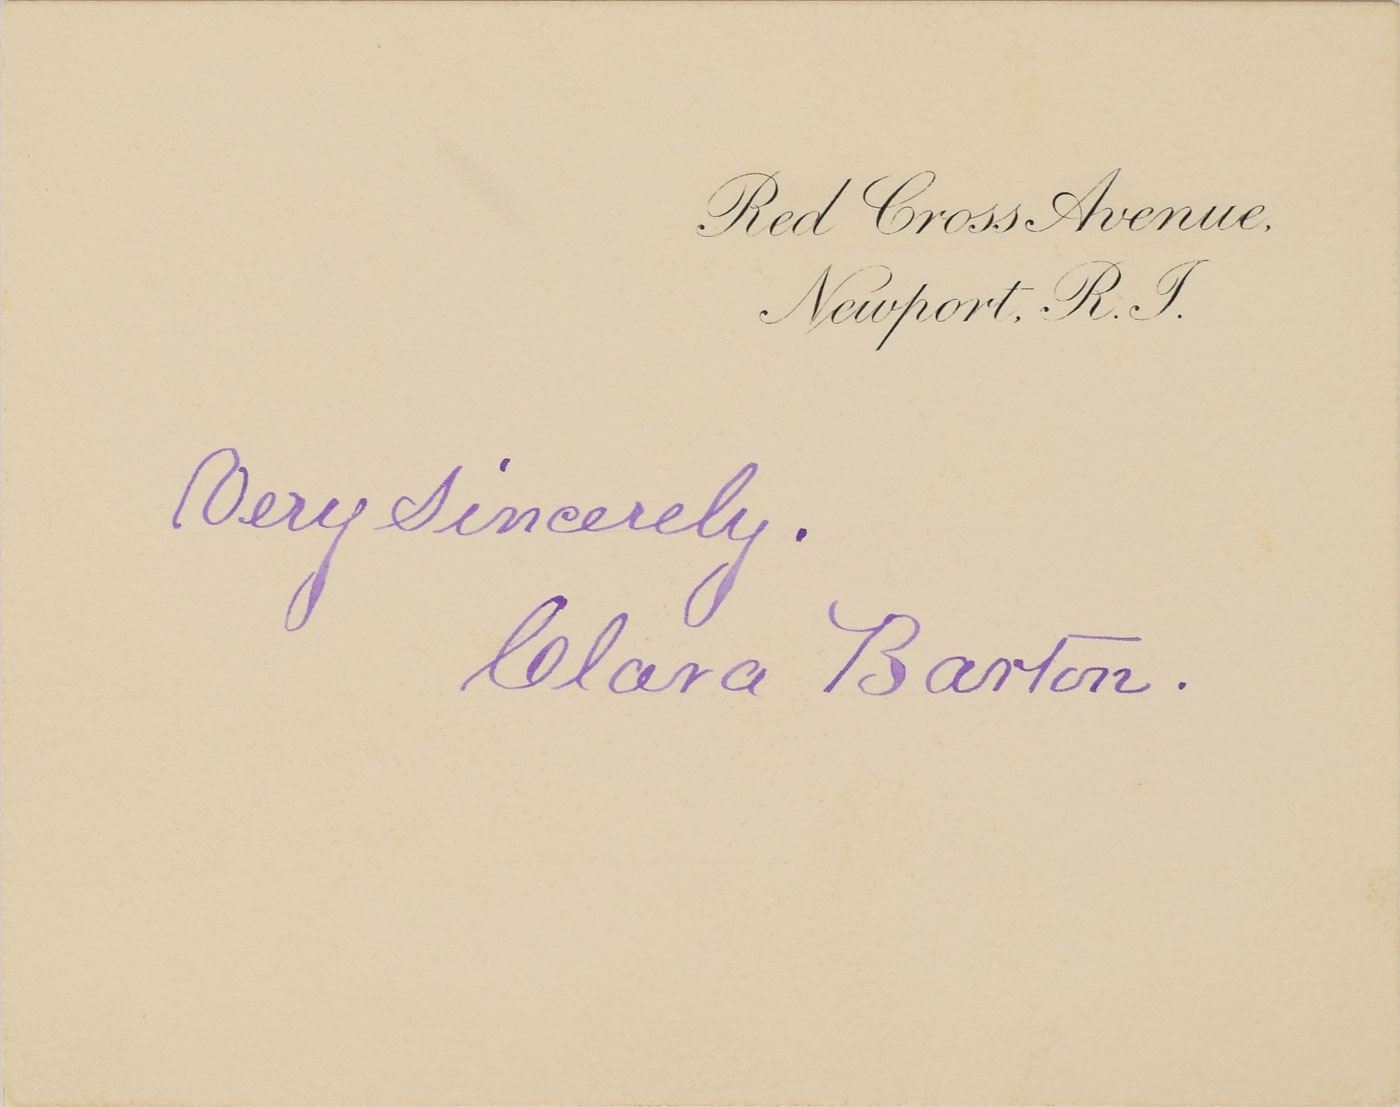 Red Cross Avenue,
Newport, R. I.
Very sincerely.
Clara Barton.